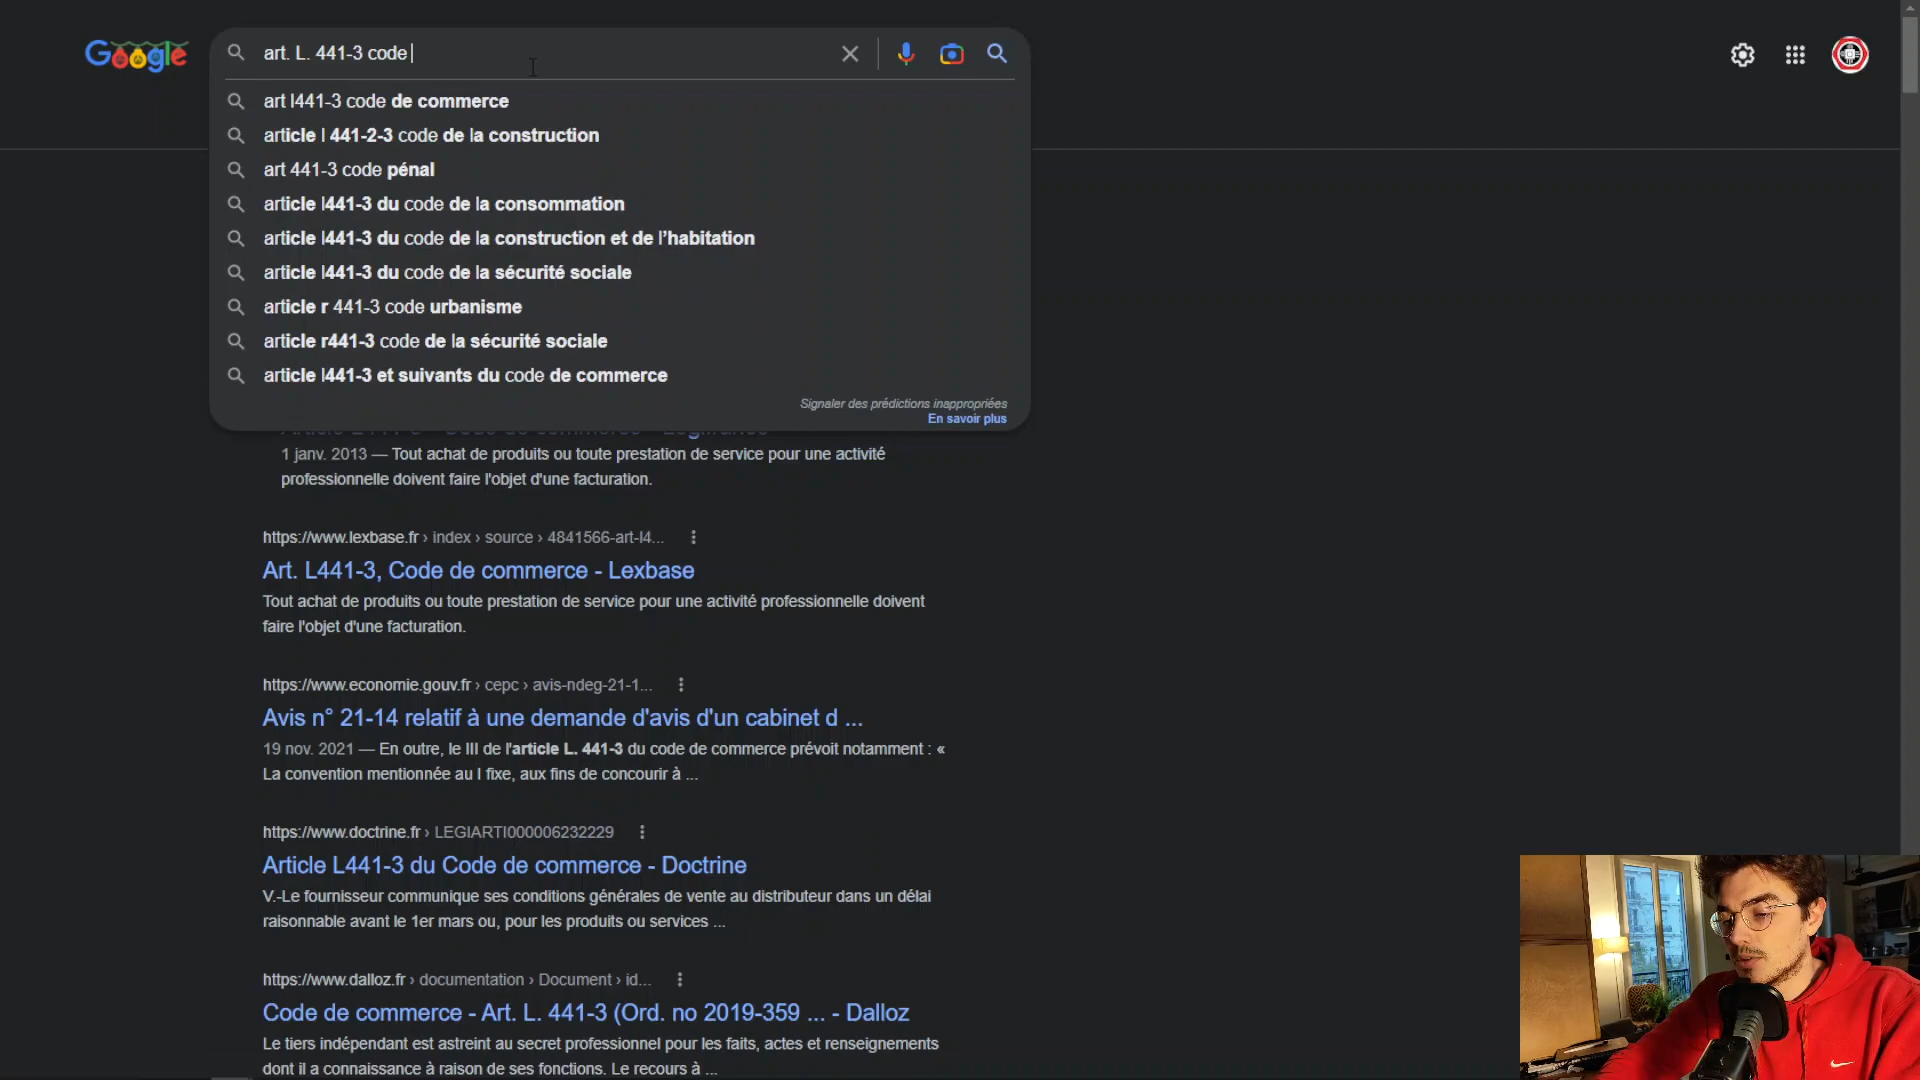 Google
art. L. 441-3 code
art l441-3 code de commerce
article l 441-2-3 code de la construction
art 441-3 code pénal
article l441-3 du code de la consommation
article l441-3 du code de la construction et de l’habitation
article l441-3 du code de la sécurité sociale
article r 441-3 code urbanisme
article r441-3 code de la sécurité sociale
article l441-3 et suivants du code de commerce
Signaler des prédictions inappropriées
En savoir plus
1 janv. 2013 — Tout achat de produits ou toute prestation de service pour une activité
professionnelle doivent faire l'objet d'une facturation.
https://www.lexbase.fr › index › source › 4841566-art-l4...
Art. L441-3, Code de commerce - Lexbase
Tout achat de produits ou toute prestation de service pour une activité professionnelle doivent
faire l'objet d'une facturation.
https://www.economie.gouv.fr › cepc › avis-ndeg-21-1...
Avis n° 21-14 relatif à une demande d'avis d'un cabinet d ...
19 nov. 2021 — En outre, le III de l'article L. 441-3 du code de commerce prévoit notamment : «
La convention mentionnée au I fixe, aux fins de concourir à ...
https://www.doctrine.fr › LEGIARTI000006232229
Article L441-3 du Code de commerce - Doctrine
V.-Le fournisseur communique ses conditions générales de vente au distributeur dans un délai
raisonnable avant le 1er mars ou, pour les produits ou services ...
https://www.dalloz.fr › documentation › Document › id...
Code de commerce - Art. L. 441-3 (Ord. no 2019-359 ... - Dalloz
Le tiers indépendant est astreint au secret professionnel pour les faits, actes et renseignements
dont il a connaissance à raison de ses fonctions. Le recours à ...